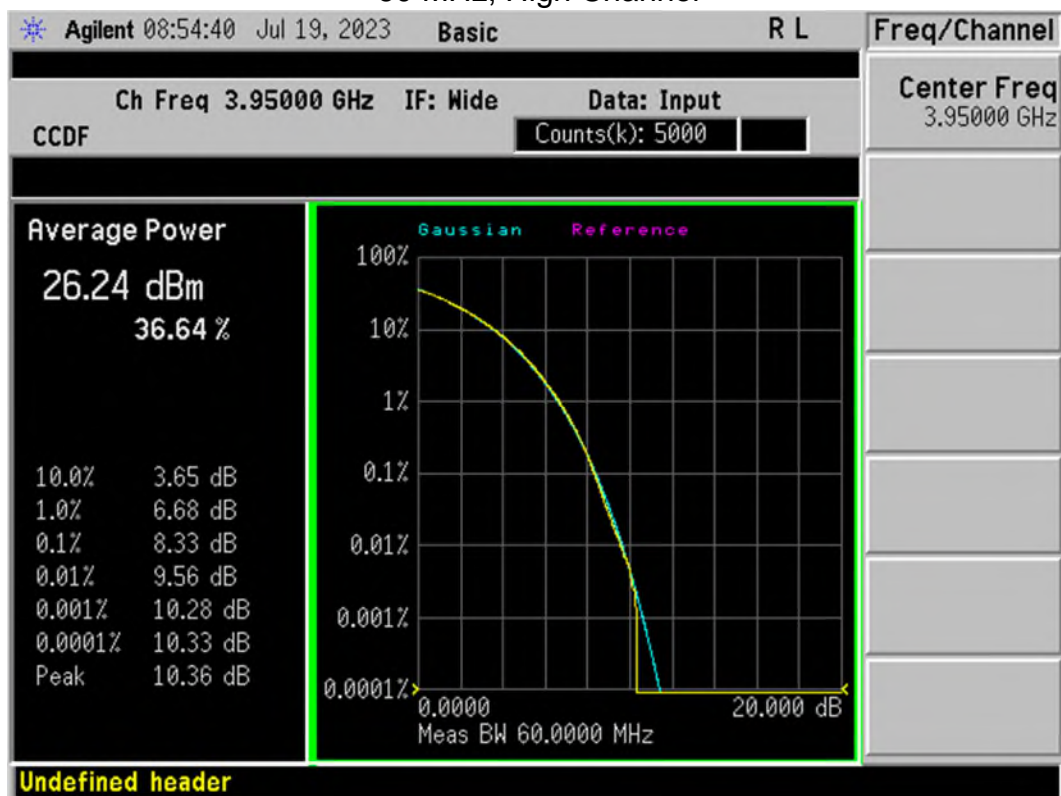 Agilent 08:54:40 Jul 19, 2023 Basic R L Freq/Channel
Ch Freq 3.95000 GHz IF: Wide Data: Input
CCDF Counts(k): 5000
Center Freq
3.95000 GHz
Average Power
26.24 dBm
36.64 %
10.0% 3.65 dB
1.0% 6.68 dB
0.1% 8.33 dB
0.01% 9.56 dB
0.001% 10.28 dB
0.0001% 10.33 dB
Peak 10.36 dB
Gaussian Reference
100%
10%
1%
0.1%
0.01%
0.001%
0.0001%
0.0000 20.000 dB
Meas BW 60.0000 MHz
Undefined header